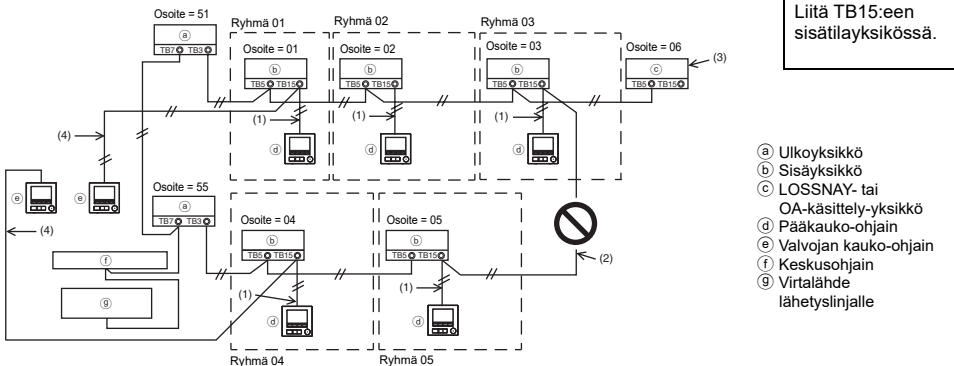 Osoite = 51
ⓐ
TB7 TB3
Ryhmä 01
Osoite = 01
ⓑ
TB5 TB15
(1)
ⓓ
Ryhmä 02
Osoite = 02
ⓑ
TB5 TB15
(1)
ⓓ
Ryhmä 03
Osoite = 03
ⓑ
TB5 TB15
(1)
ⓓ
Osoite = 06
ⓒ
TB5 TB15
(3)
Liitä TB15:een
sisätilayksikössä.
(4)
ⓔ
ⓔ
(4)
Osoite = 55
ⓐ
TB7 TB3
ⓕ
ⓖ
Osoite = 04
ⓑ
TB5 TB15
(1)
ⓓ
Ryhmä 04
Osoite = 05
ⓑ
TB5 TB15
(1)
ⓓ
Ryhmä 05
(2)
ⓐ Ulkoyksikkö
ⓑ Sisäyksikkö
ⓒ LOSSNAY- tai
OA-käsittely-yksikkö
ⓓ Pääkauko-ohjain
ⓔ Valvojan kauko-ohjain
ⓕ Keskusohjain
ⓖ Virtalähde
lähetyslinjalle